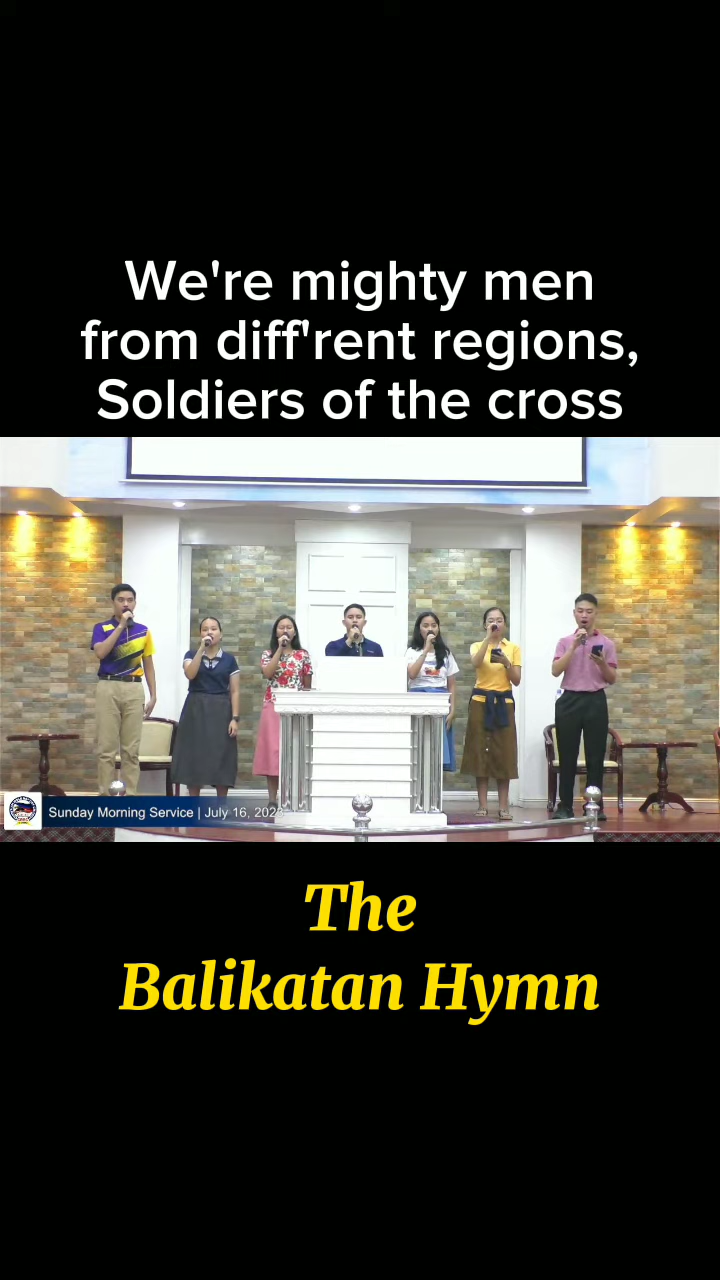 We're mighty men
from diff'rent regions,
Soldiers of the cross
Sunday Morning Service | July 16, 2023
The
Balikatan Hymn